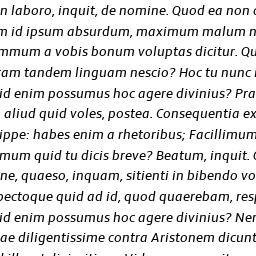 n laboro, inquit, de nomine. Quod ea non
m id ipsum absurdum, maximum malum n
mmum a vobis bonum voluptas dicitur. Qu
am tandem linguam nescio? Hoc tu nunc
id enim possumus hoc agere divinius? Pra
aliud quid voles, postea. Consequentia ex
ippe: habes enim a rhetoribus; Facillimum
mum quid tu dicis breve? Beatum, inquit.
ne, quaeso, inquam, sitienti in bibendo vo
pectoque quid ad id, quod quaerebam, resp
id enim possumus hoc agere divinius? Ner
ae diligentissime contra Aristonem dicunt